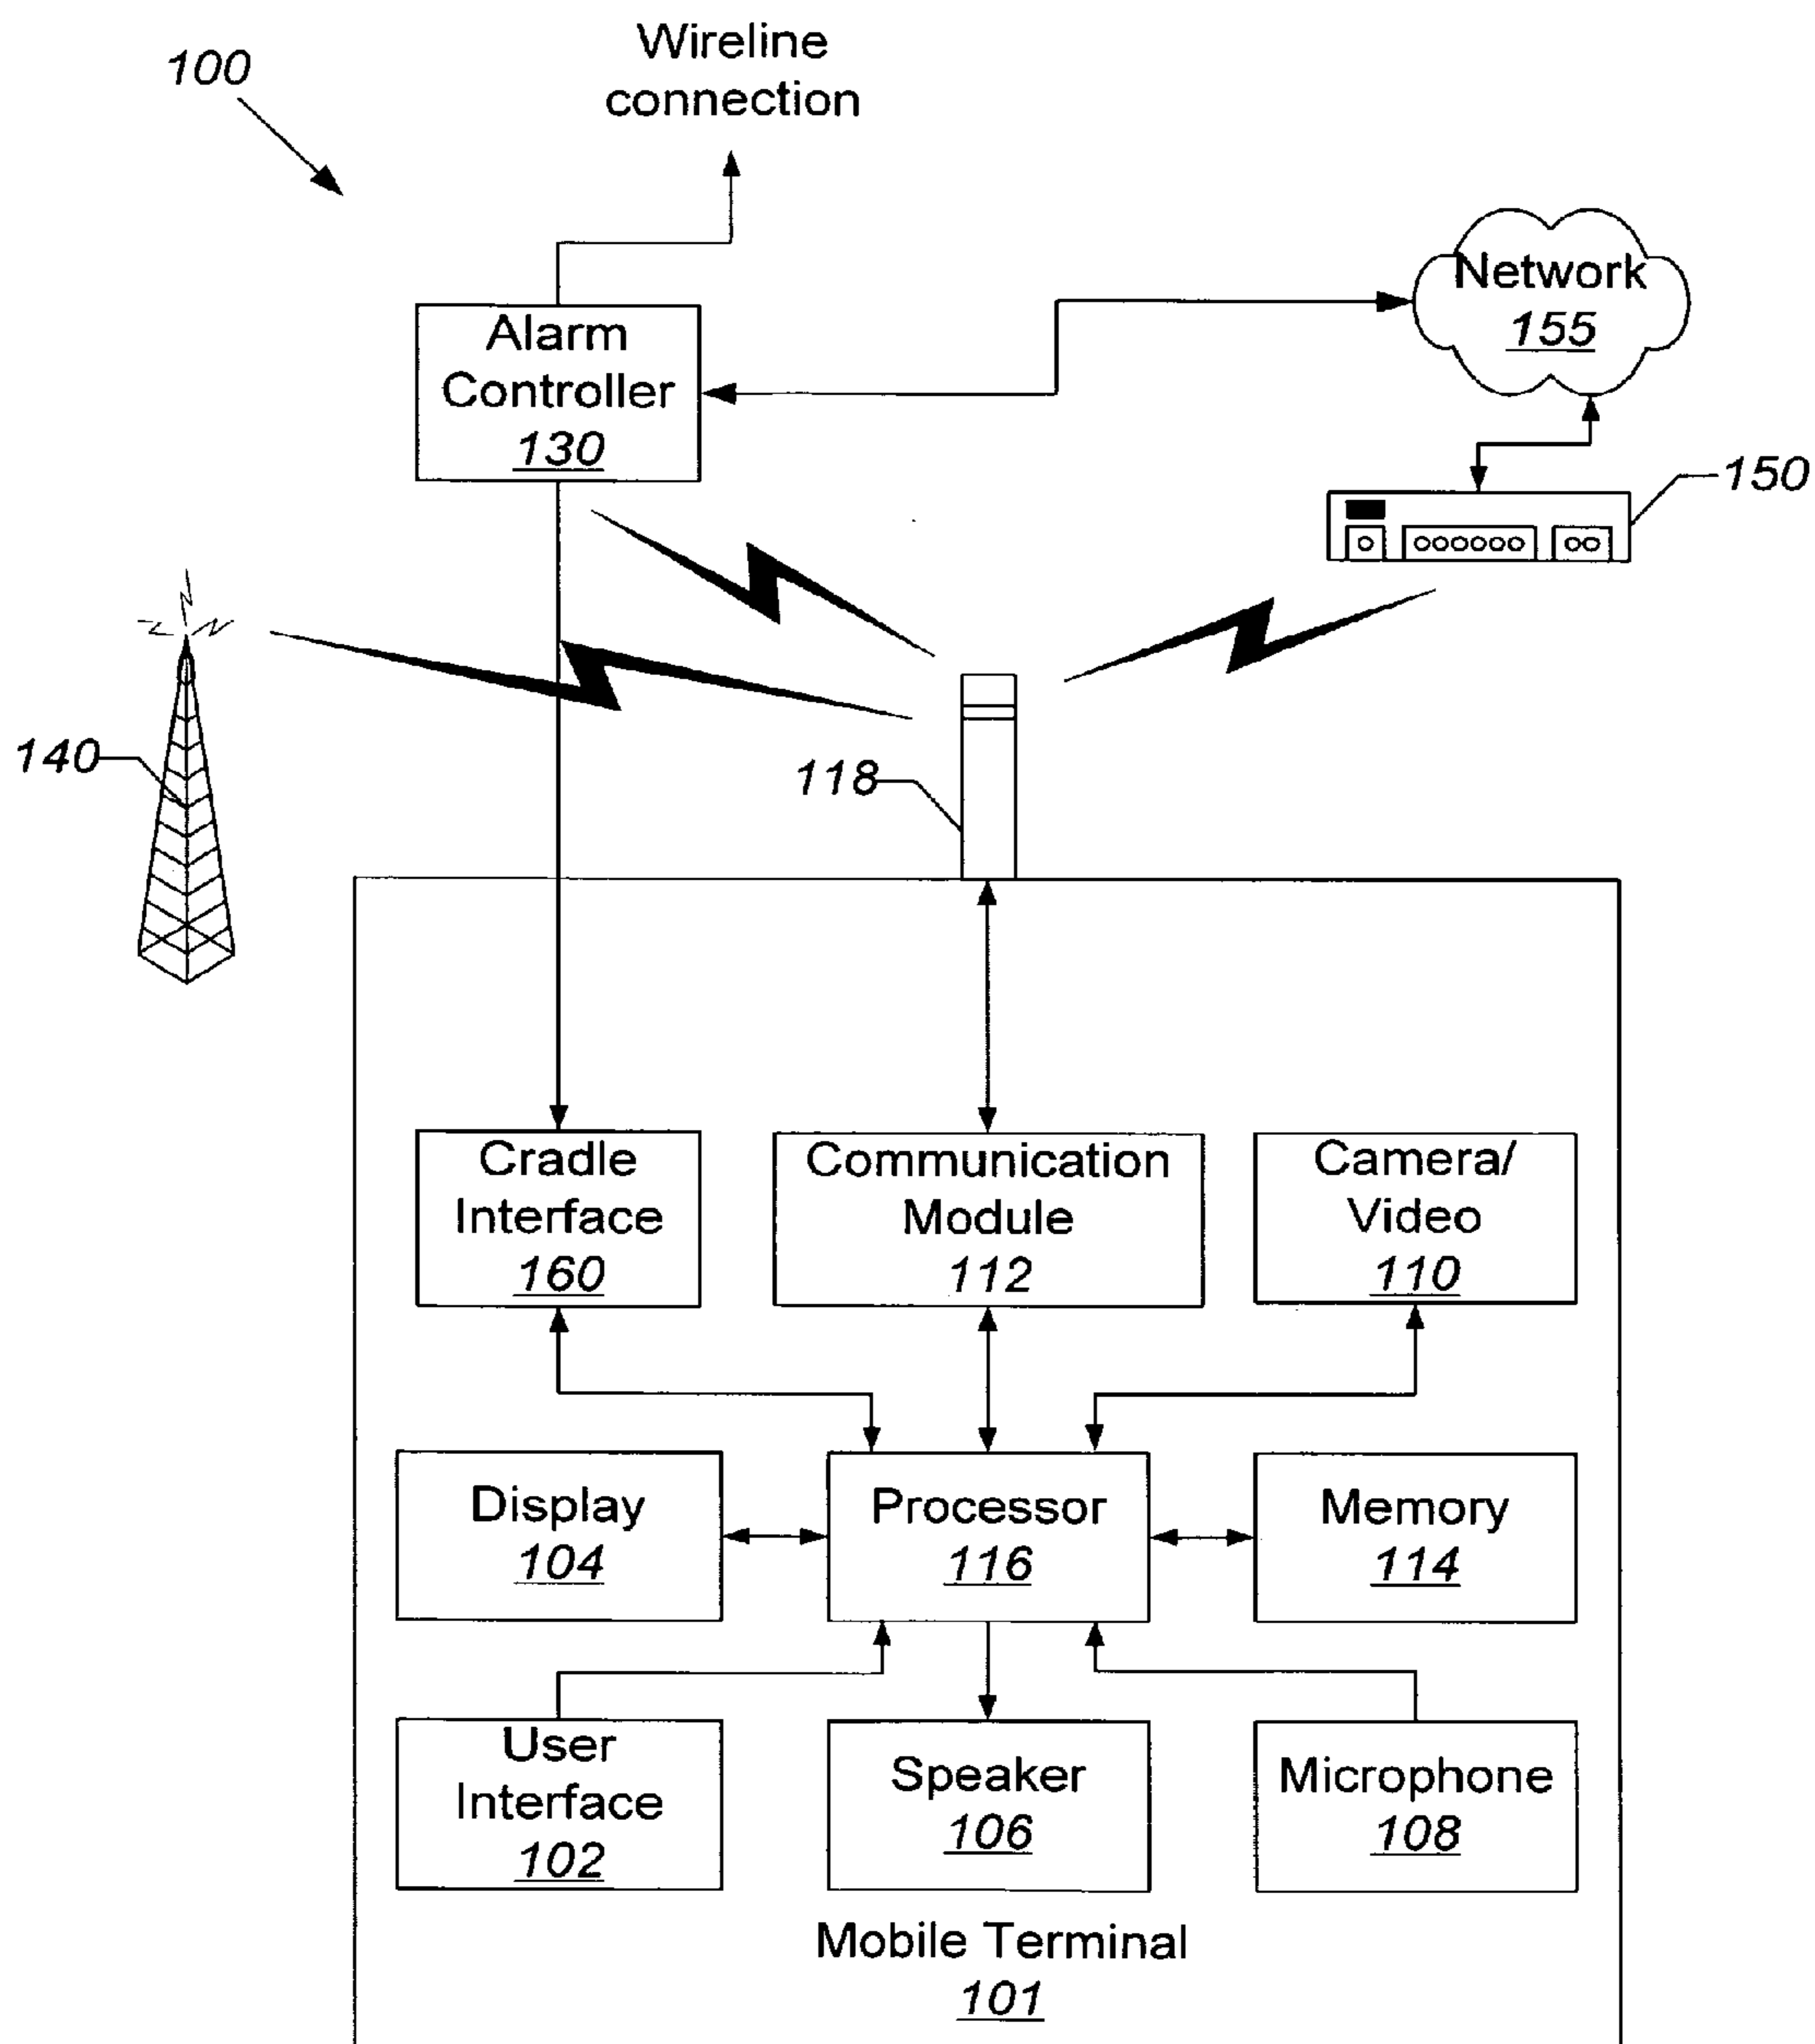 100
Wireline
connection
Network
155
Alarm
Controller
130
150
140
118
Cradle
Interface
160
Communication
Module
112
Camera/
Video
110
Display
104
Processor
116
Memory
114
User
Interface
102
Speaker
106
Microphone
108
Mobile Terminal
101